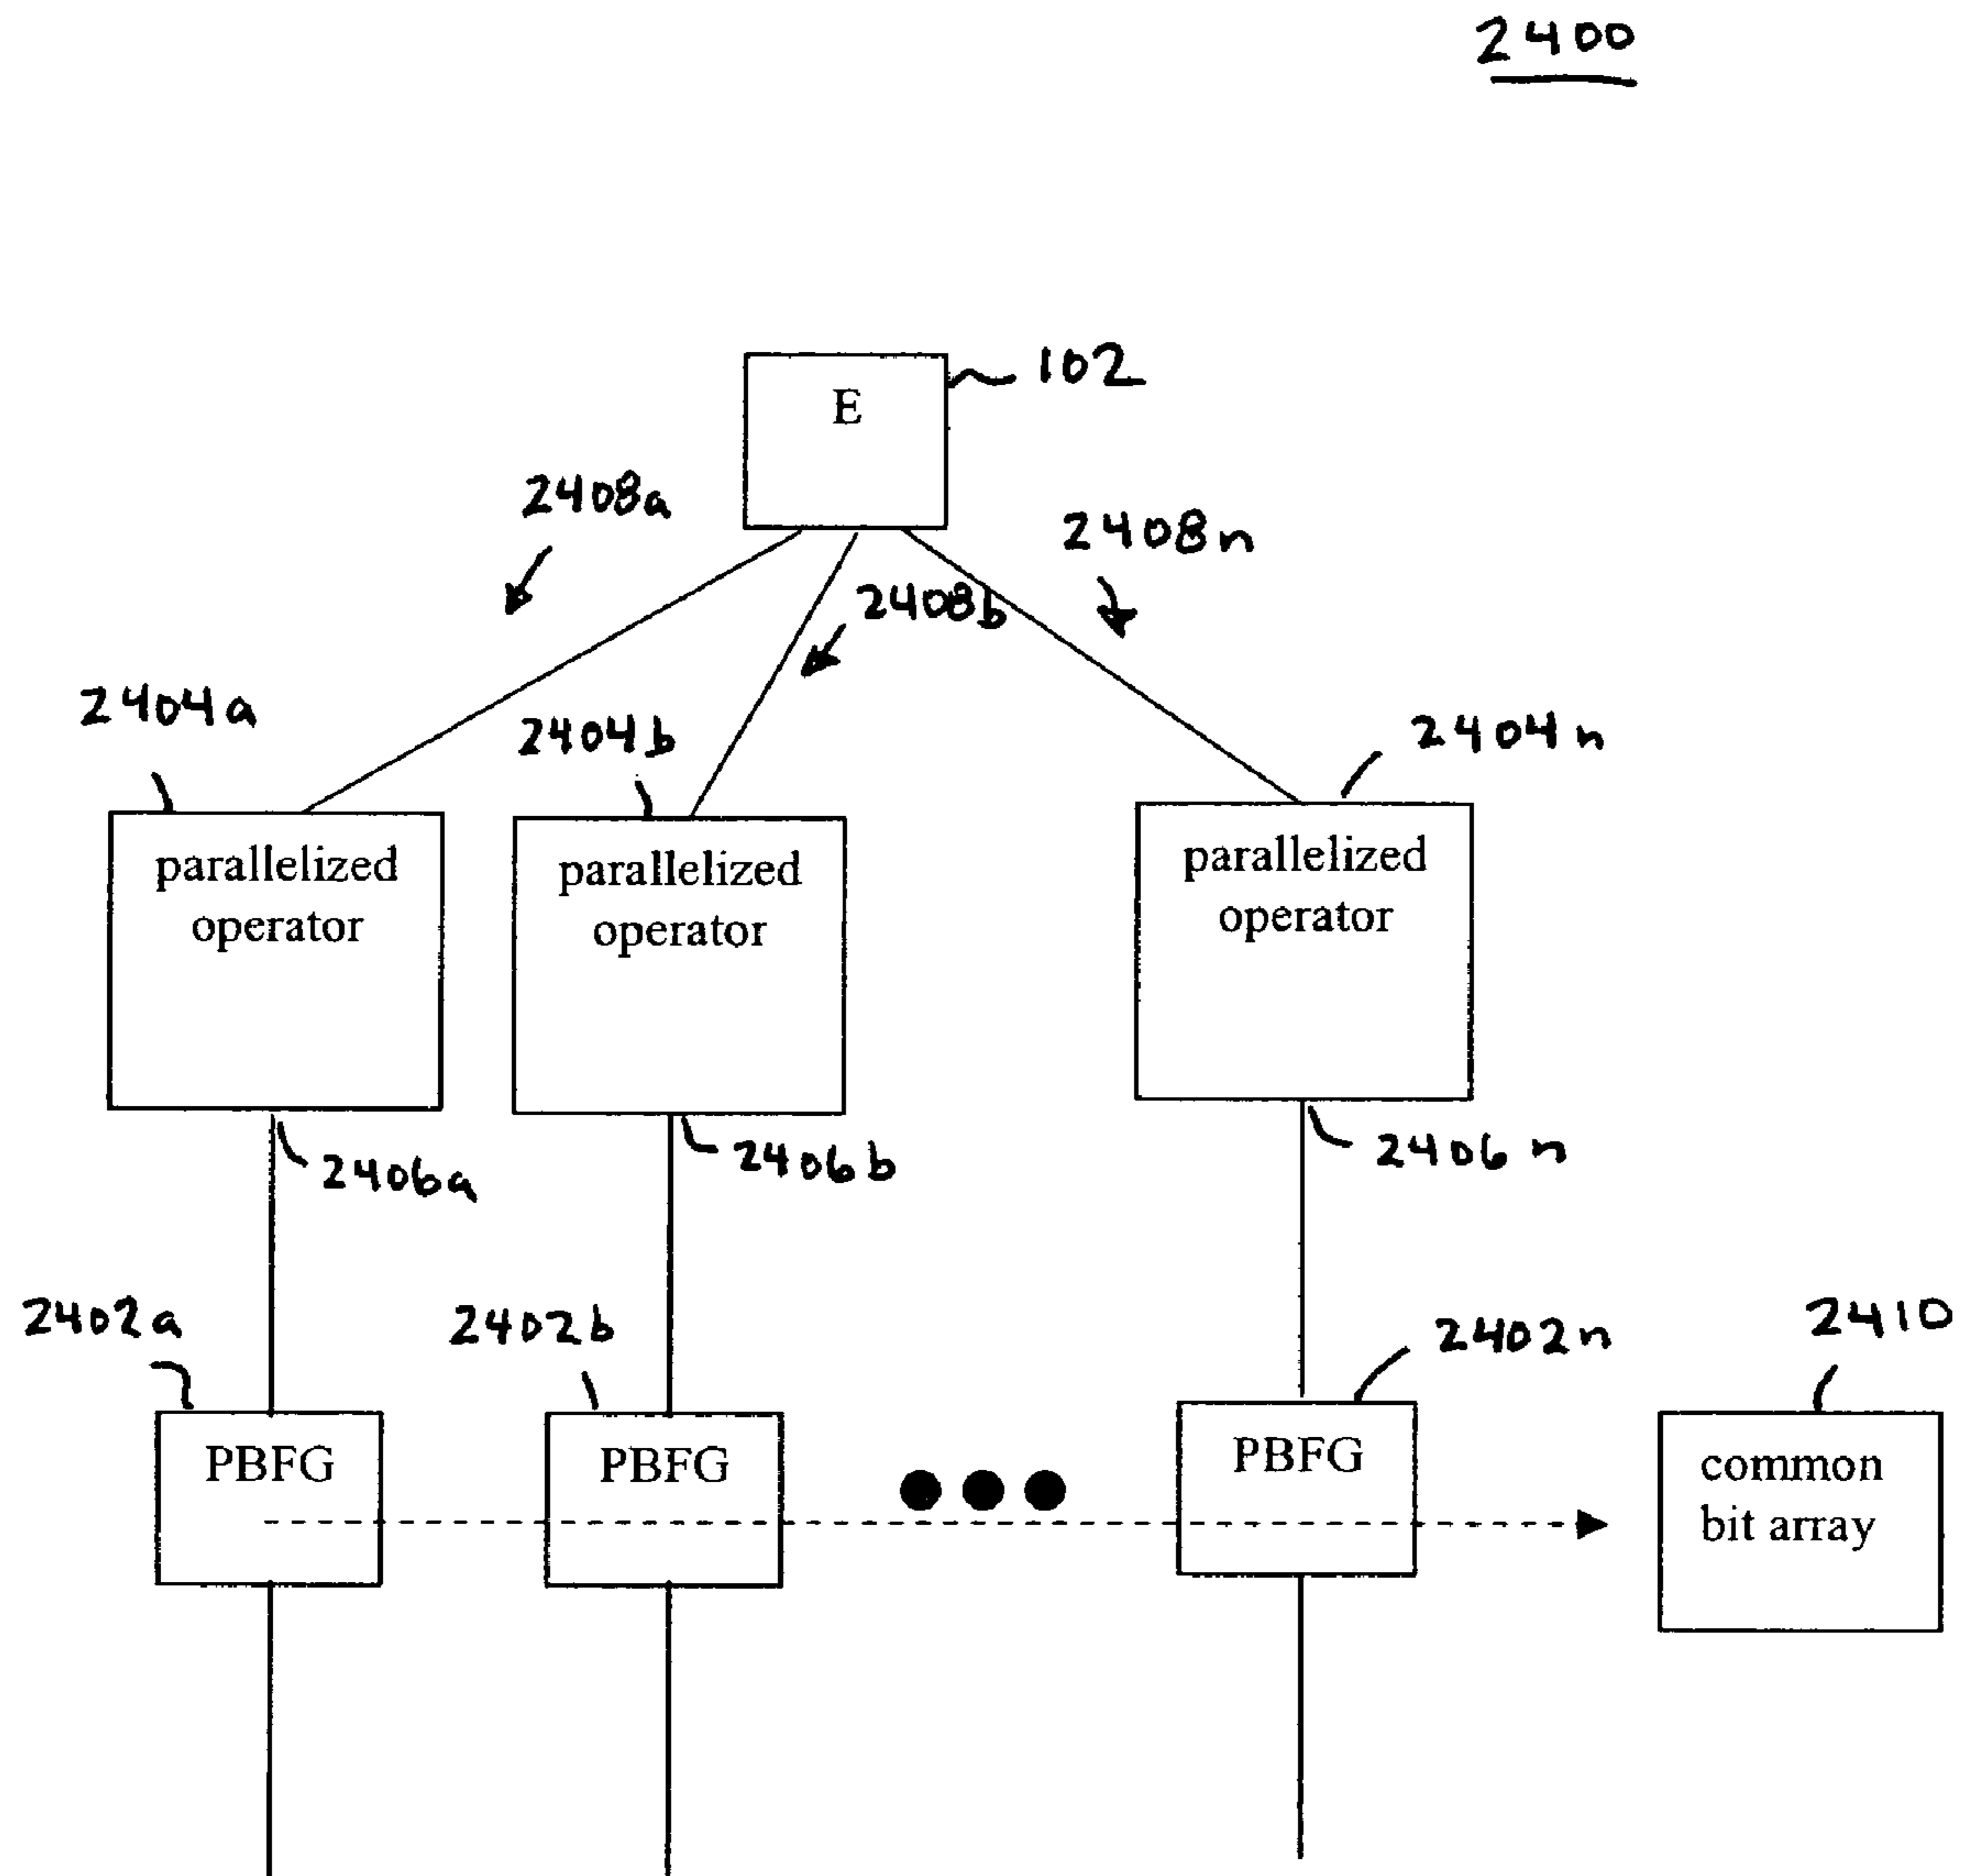 2400
102
E
2408a
2408n
2408b
2404a
2404b
2404n
parallelized
operator
parallelized
operator
parallelized
operator
2406a
2406b
2406n
2402a
2402b
2402n
2410
PBFG
PBFG
PBFG
common
bit array